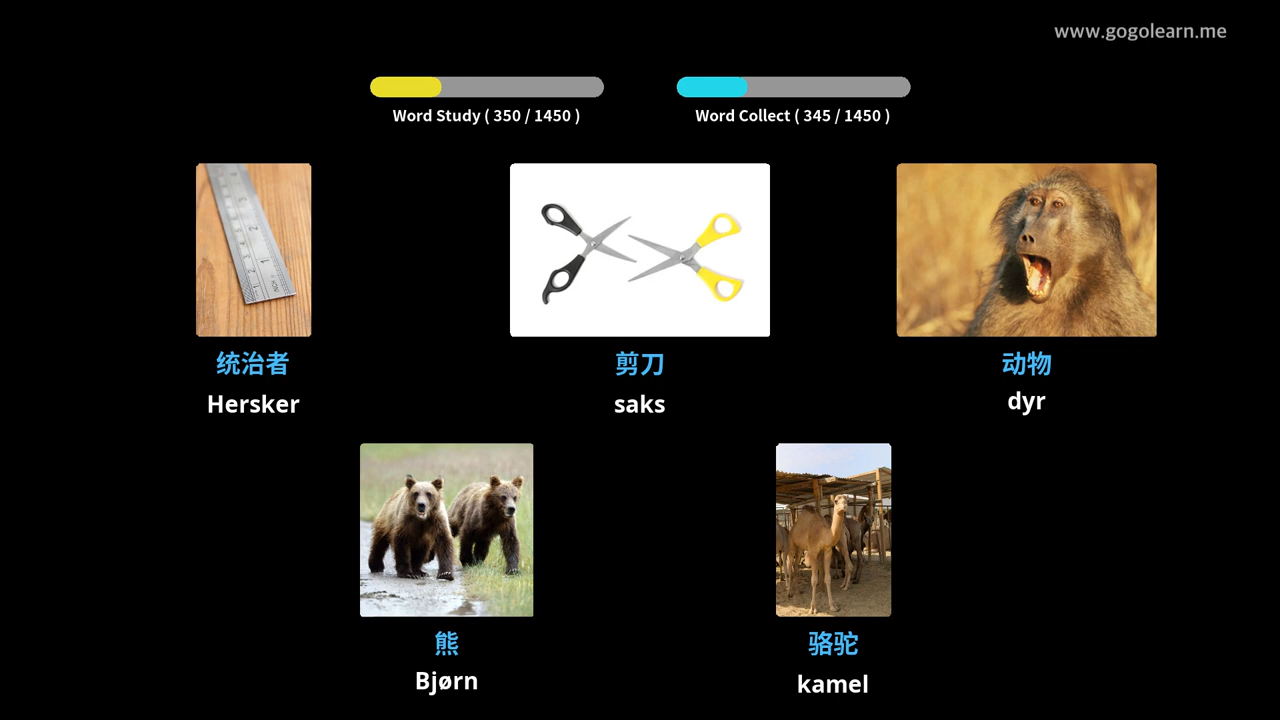 www.gogolearn.me
Word Study ( 350 / 1450 )
Word Collect ( 345 / 1450 )
统治者
剪刀
动物
Hersker
saks
dyr
熊
骆驼
Bjørn
kamel